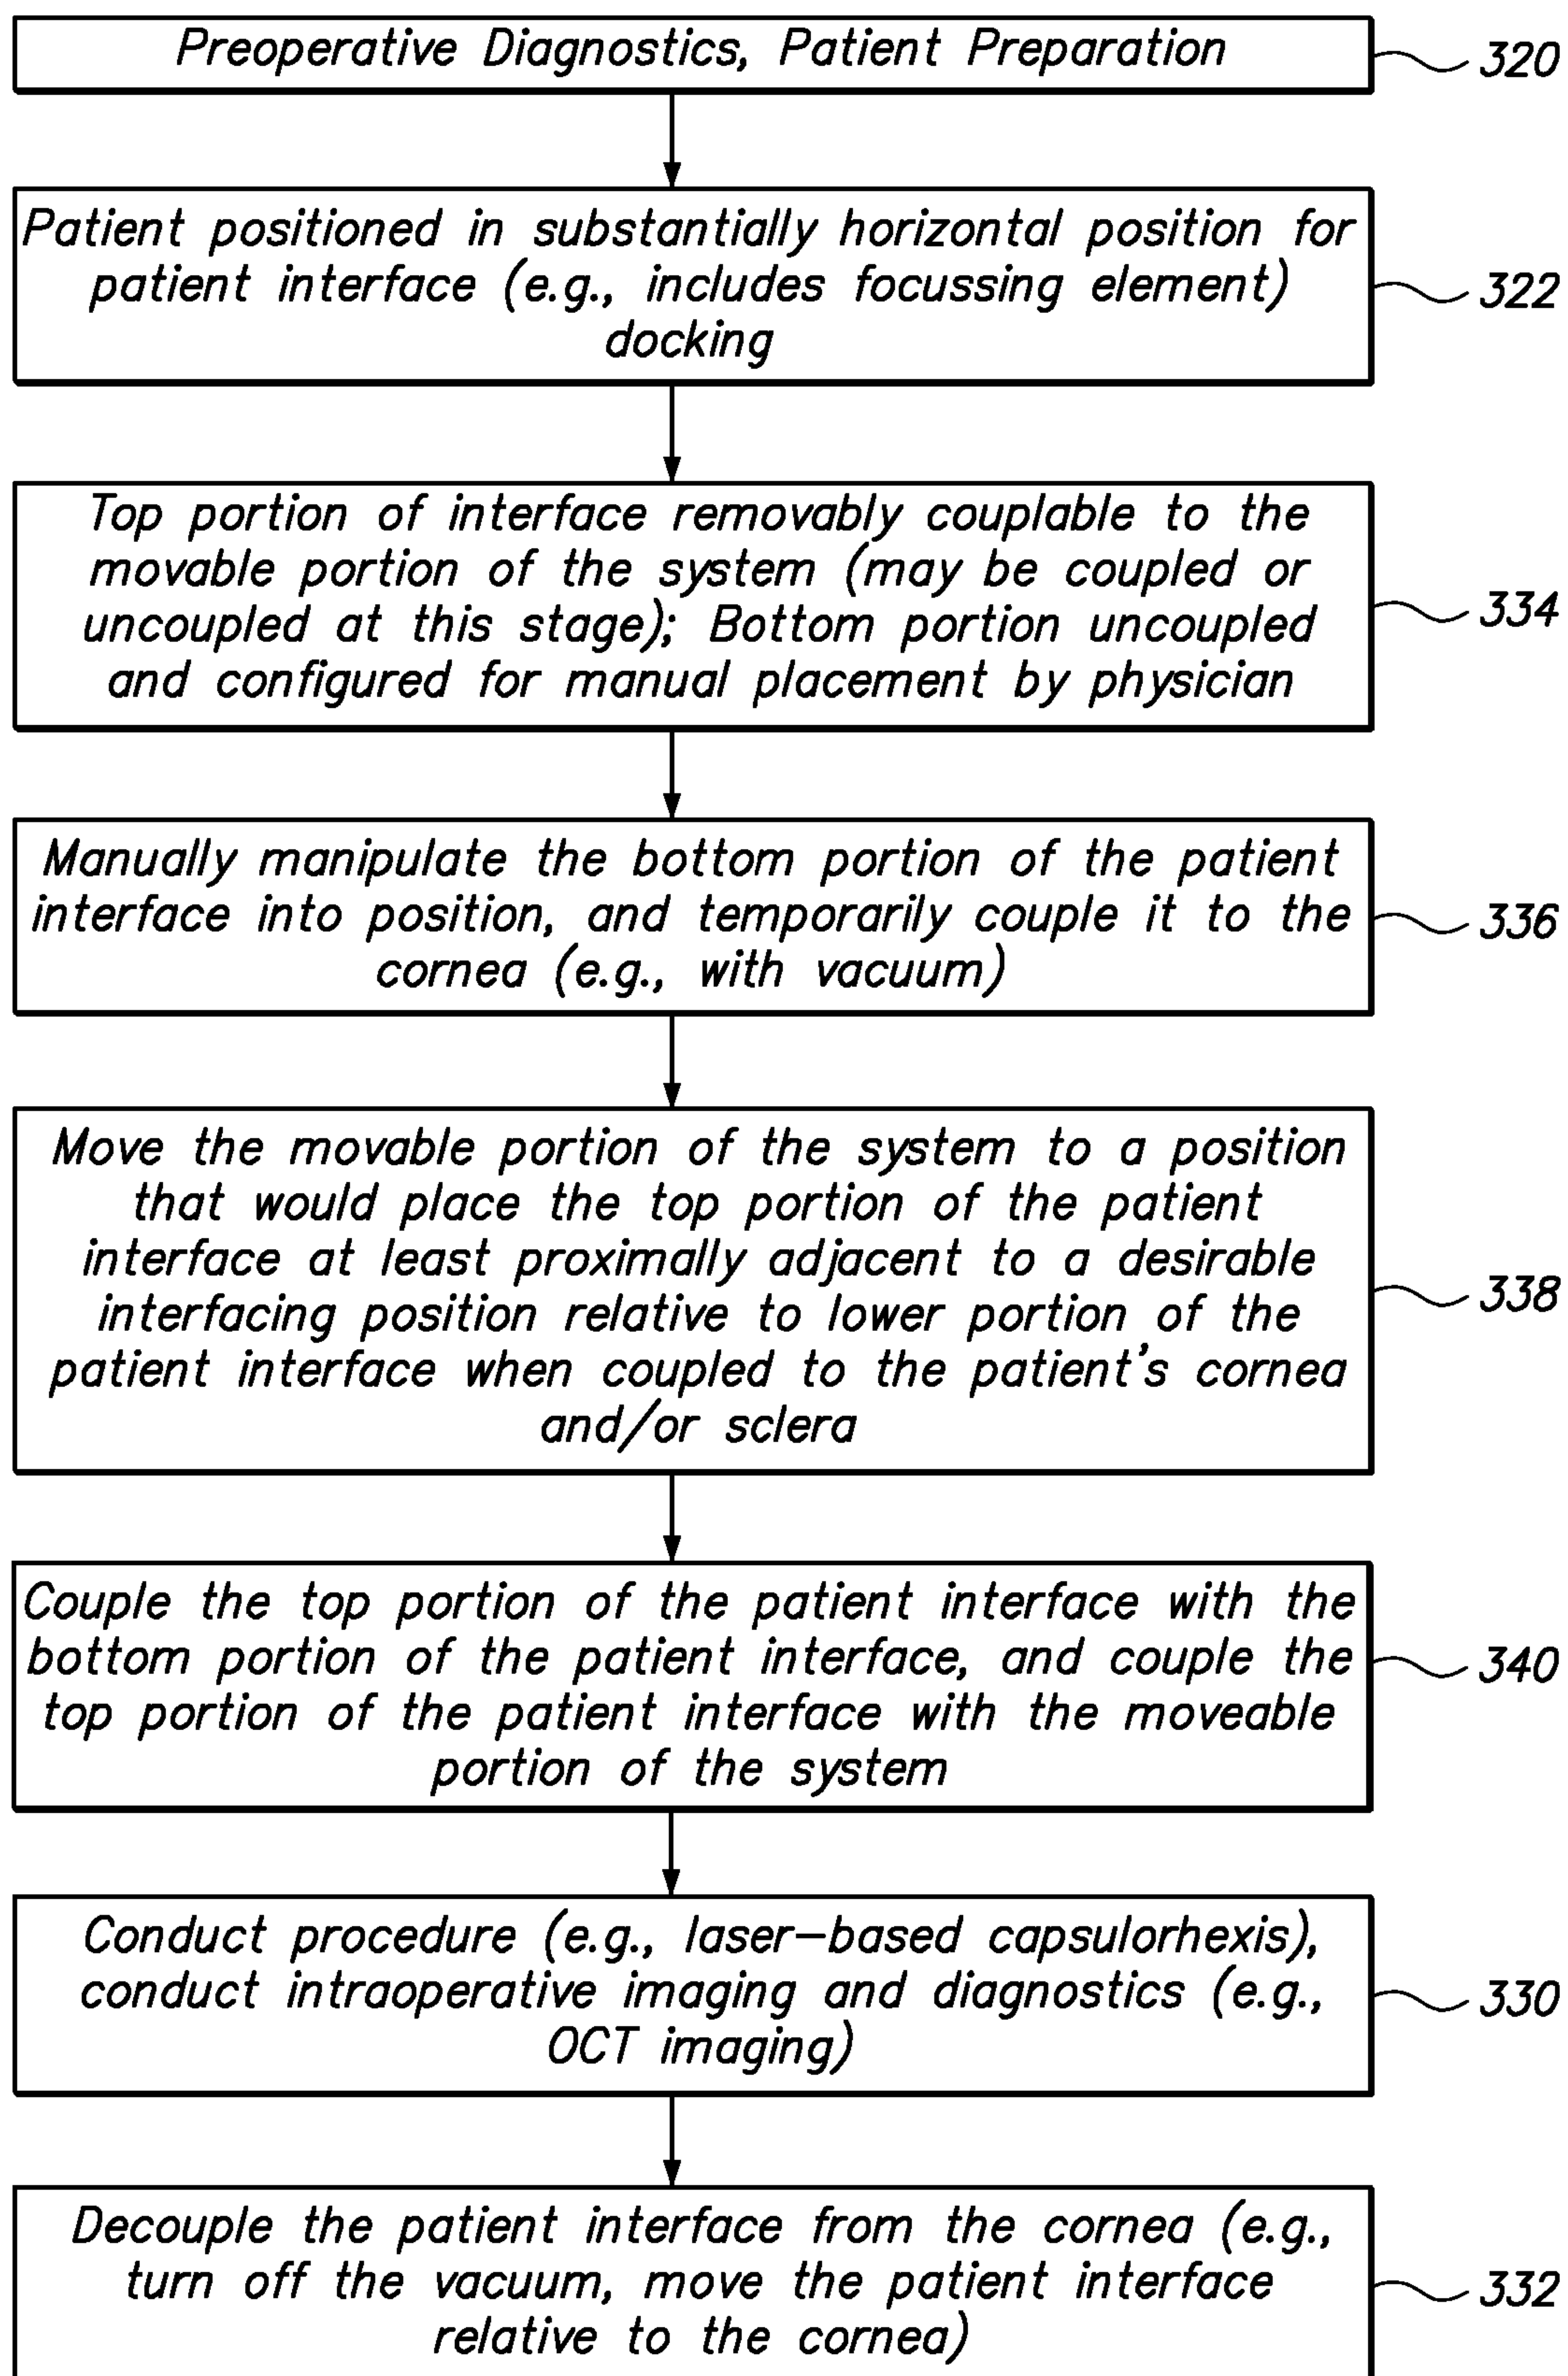 Preoperative Diagnostics, Patient Preparation
320
Patient positioned in substantially horizontal position for
patient interface (e.g., includes focussing element)
docking
322
Top portion of interface removably couplable to the
movable portion of the system (may be coupled or
uncoupled at this stage); Bottom portion uncoupled
and configured for manual placement by physician
334
Manually manipulate the bottom portion of the patient
interface into position, and temporarily couple it to the
cornea (e.g., with vacuum)
336
Move the movable portion of the system to a position
that would place the top portion of the patient
interface at least proximally adjacent to a desirable
interfacing position relative to lower portion of the
patient interface when coupled to the patient's cornea
and/or sclera
338
Couple the top portion of the patient interface with the
bottom portion of the patient interface, and couple the
top portion of the patient interface with the moveable
portion of the system
340
Conduct procedure (e.g., laser-based capsulorhexis),
conduct intraoperative imaging and diagnostics (e.g.,
OCT imaging)
330
Decouple the patient interface from the cornea (e.g.,
turn off the vacuum, move the patient interface
relative to the cornea)
332